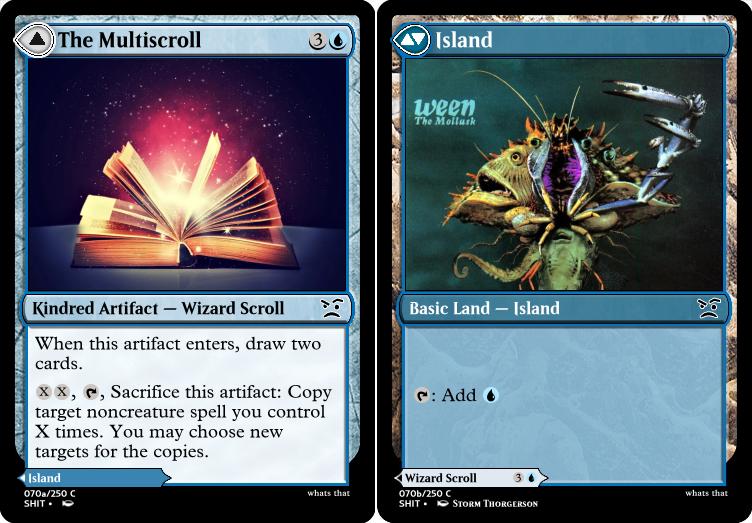 The Multiscroll
3
Kindred Artifact — Wizard Scroll
When this artifact enters, draw two
cards.
X X, , Sacrifice this artifact: Copy
target noncreature spell you control
X times. You may choose new
targets for the copies.
Island
070a/250 C
SHIT •
whats that
Island
ween
The Mollusk
Basic Land — Island
: Add
Wizard Scroll 3
070b/250 C
SHIT • Storm Thorgerson
whats that